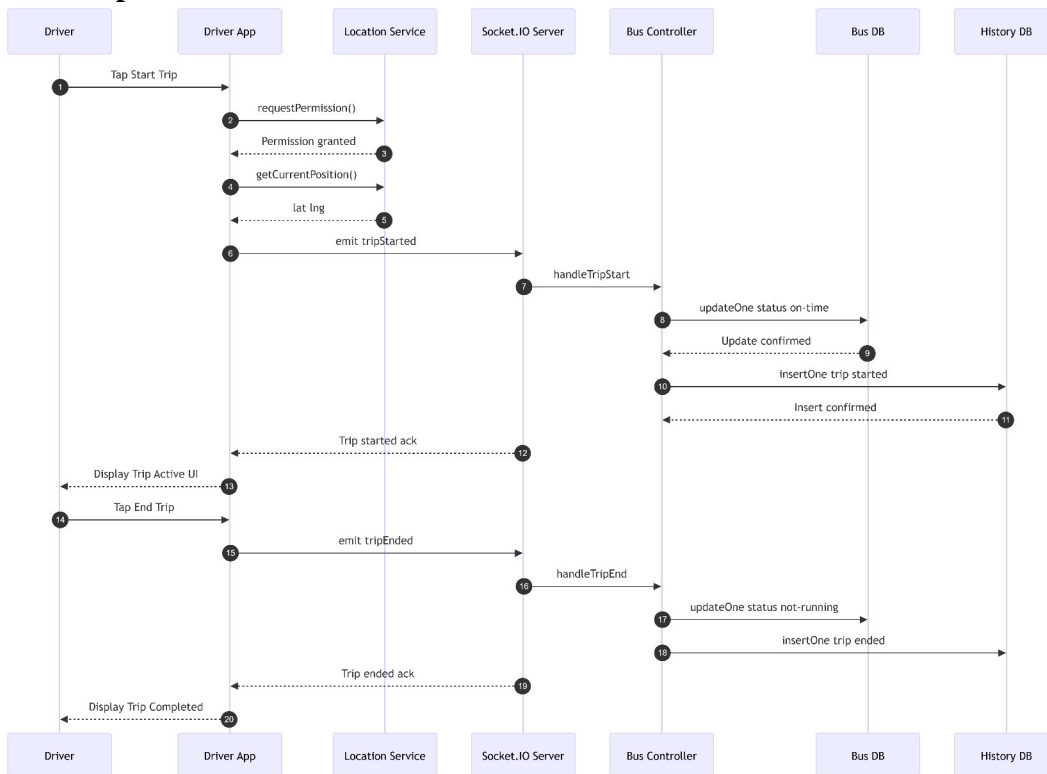 Driver
Driver App
Location Service
Socket.IO Server
Bus Controller
Bus DB
History DB
Tap Start Trip
1
requestPermission()
2
Permission granted
3
getCurrentPosition()
4
lat lng
5
emit tripStarted
6
handleTripStart
7
updateOne status on-time
8
Update confirmed
9
insertOne trip started
10
Insert confirmed
11
Trip started ack
12
Display Trip Active UI
13
Tap End Trip
14
emit tripEnded
15
handleTripEnd
16
updateOne status not-running
17
insertOne trip ended
18
Trip ended ack
19
Display Trip Completed
20
Driver
Driver App
Location Service
Socket.IO Server
Bus Controller
Bus DB
History DB